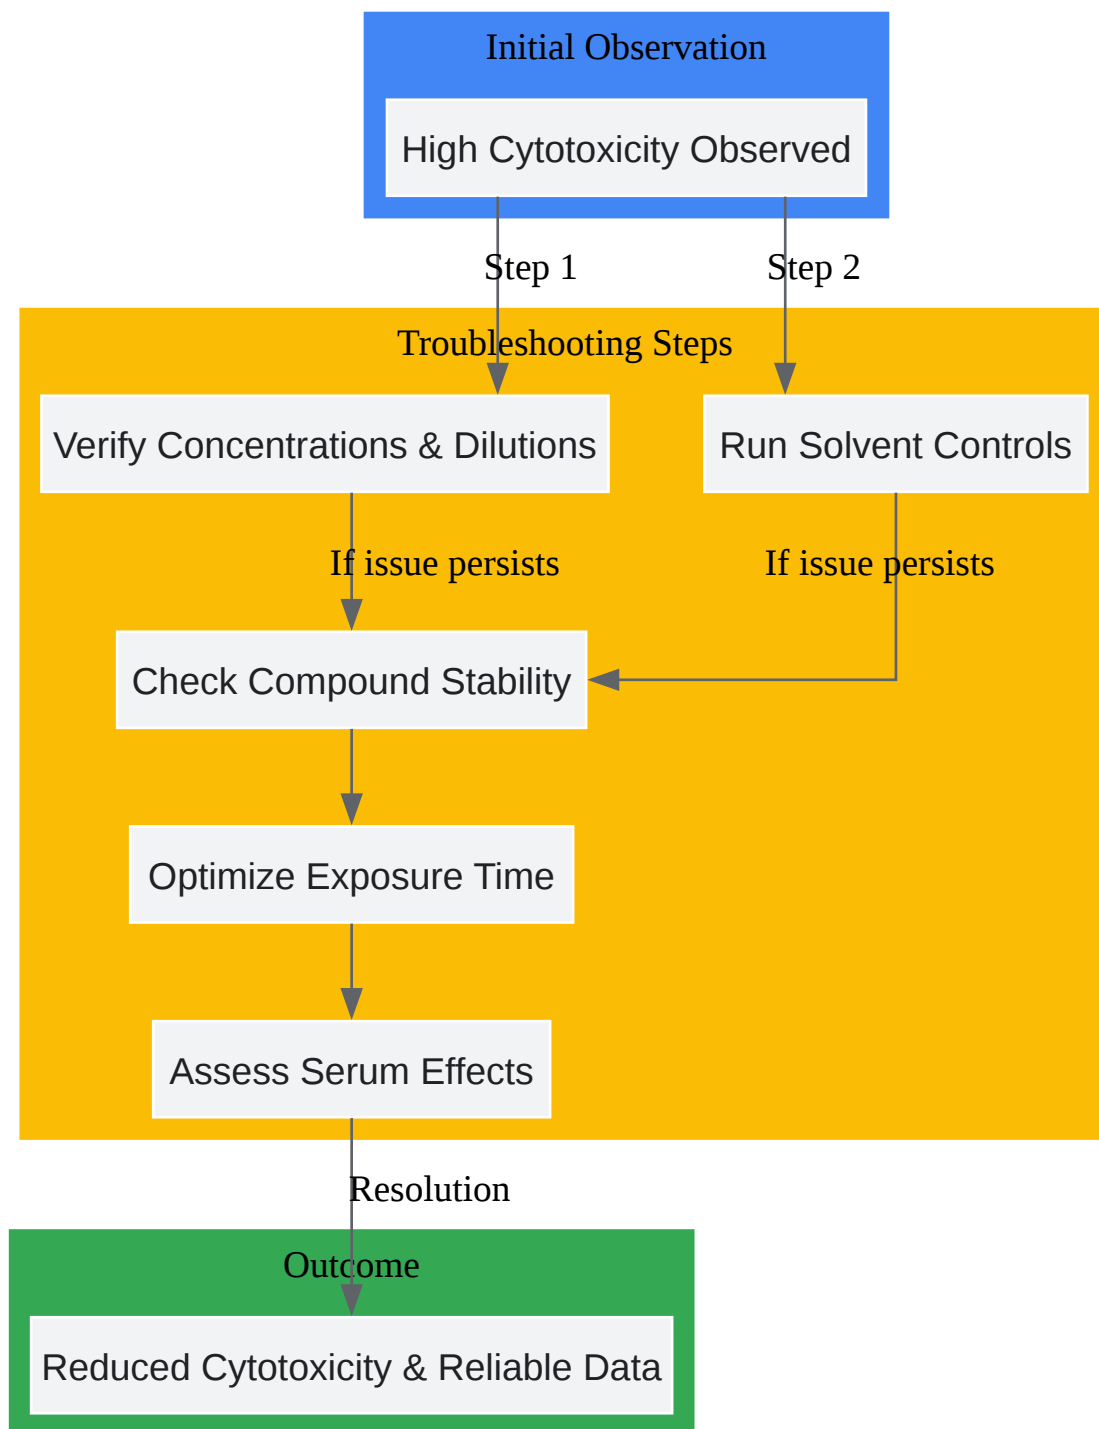 Initial Observation
High Cytotoxicity Observed
Step 1
Step 2
Troubleshooting Steps
Verify Concentrations & Dilutions
Run Solvent Controls
If issue persists
If issue persists
Check Compound Stability
Optimize Exposure Time
Assess Serum Effects
Resolution
Outcome
Reduced Cytotoxicity & Reliable Data